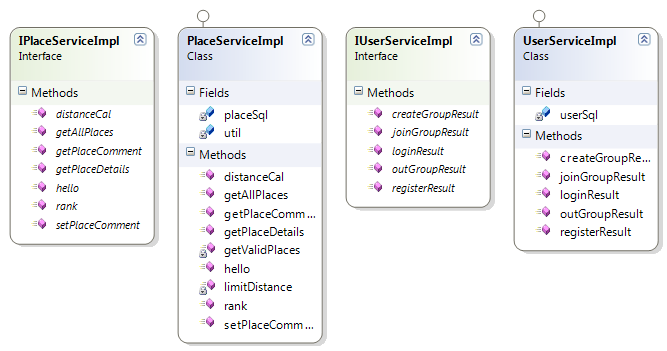 IPlaceServiceImpl
Interface
Methods
distanceCal
getAllPlaces
getPlaceComment
getPlaceDetails
hello
rank
setPlaceComment
PlaceServiceImpl
Class
Fields
placeSql
util
Methods
distanceCal
getAllPlaces
getPlaceComm...
getPlaceDetails
getValidPlaces
hello
limitDistance
rank
setPlaceComm...
IUserServiceImpl
Interface
Methods
createGroupResult
joinGroupResult
loginResult
outGroupResult
registerResult
UserServiceImpl
Class
Fields
userSql
Methods
createGroupRe...
joinGroupResult
loginResult
outGroupResult
registerResult